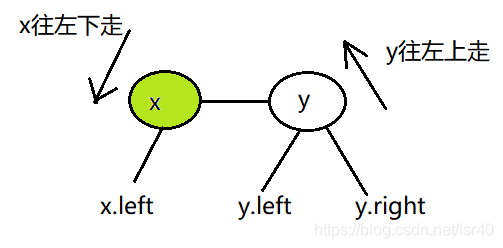 x往左下走
y往左上走
x
y
x.left
y.left
y.right
https://blog.csdn.net/lsr40